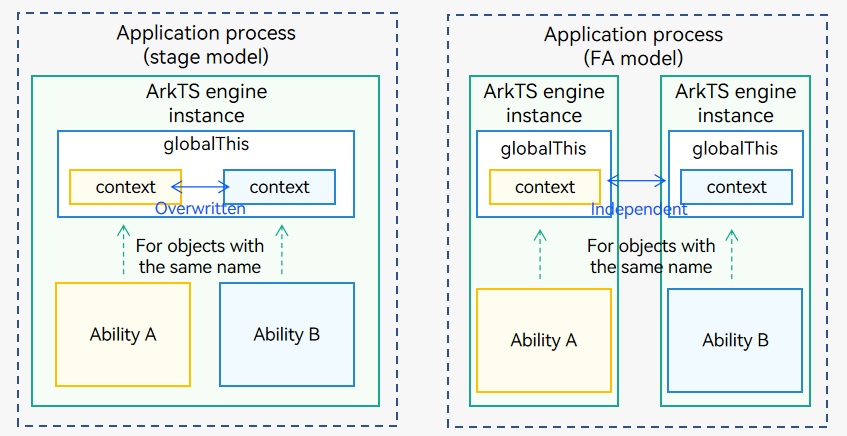 Application process
(stage model)
ArkTS engine
instance
globalThis
context
context
Overwritten
For objects with
the same name
Ability A
Ability B
Application process
(FA model)
ArkTS engine
instance
ArkTS engine
instance
globalThis
globalThis
context
context
Independent
For objects with
the same name
Ability A
Ability B